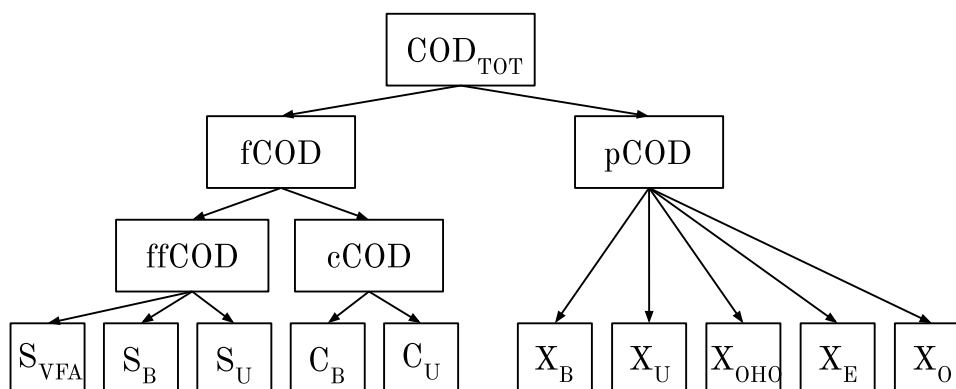 COD_TOT
fCOD pCOD
ffCOD cCOD
S_VFA S_B S_U C_B C_U X_B X_U X_OHO X_E X_O